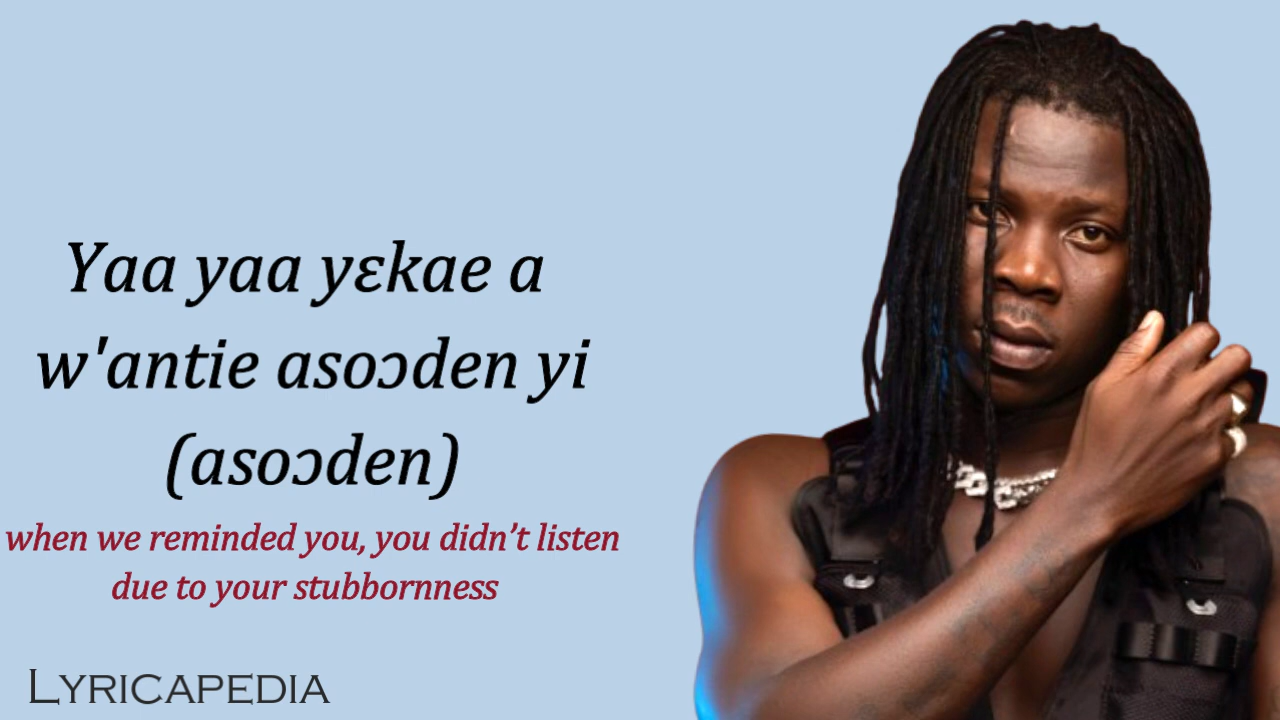 Yaa yaa yɛkae a
w'antie asoɔden yi
(asoɔden)
when we reminded you, you didn’t listen
due to your stubbornness
LYRICAPEDIA